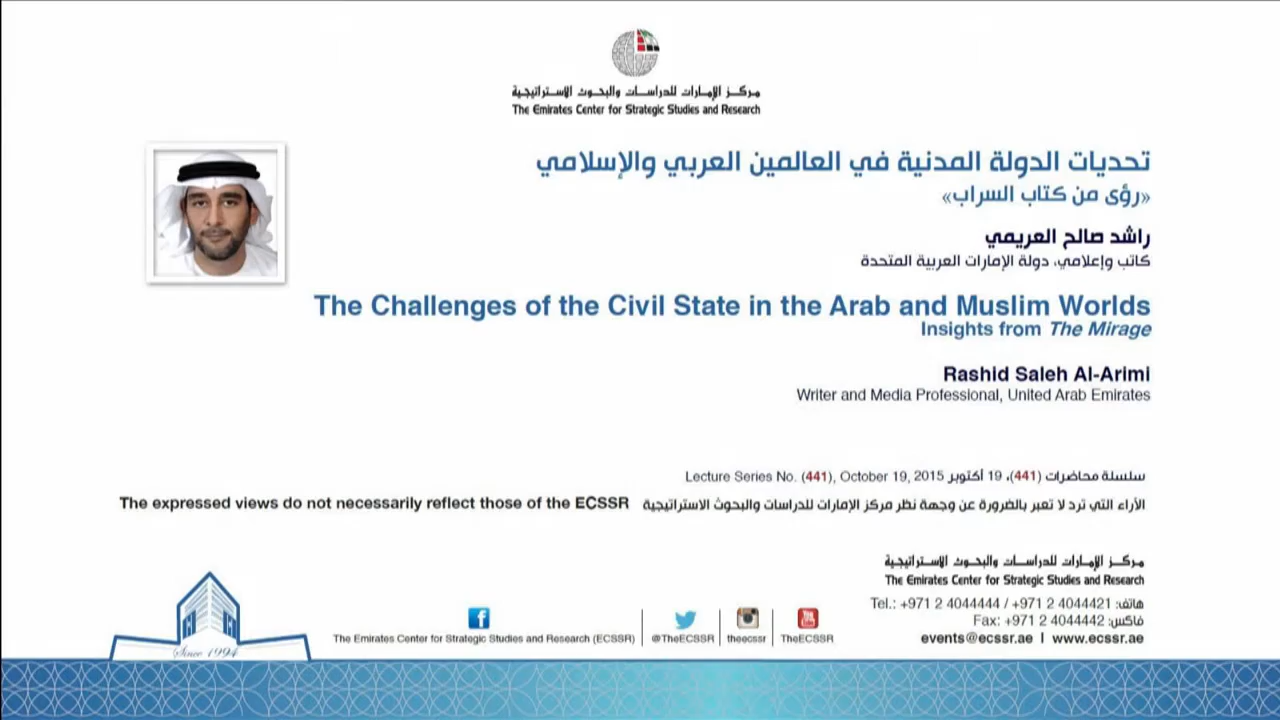 مركز الإمارات للدراسات والبحوث الاستراتيجية
The Emirates Center for Strategic Studies and Research
تحديات الدولة المدنية في العالمين العربي والإسلامي
«رؤى من كتاب السراب»
راشد صالح العريمي
كاتب وإعلامي، دولة الإمارات العربية المتحدة
The Challenges of the Civil State in the Arab and Muslim Worlds
Insights from The Mirage
Rashid Saleh Al-Arimi
Writer and Media Professional, United Arab Emirates
Lecture Series No. (441), October 19, 2015 سلسلة محاضرات (441)، 19 أكتوبر
The expressed views do not necessarily reflect those of the ECSSR الآراء التي ترد لا تعبر بالضرورة عن وجهة نظر مركز الإمارات للدراسات والبحوث الاستراتيجية
مركز الإمارات للدراسات والبحوث الاستراتيجية
The Emirates Center for Strategic Studies and Research
Tel.: +971 2 4044444 / +971 2 4044421 هاتف:
Fax: +971 2 4044442 فاكس:
events@ecssr.ae I www.ecssr.ae
The Emirates Center for Strategic Studies and Research (ECSSR)
@TheECSSR
theecssr
TheECSSR
Since 1994